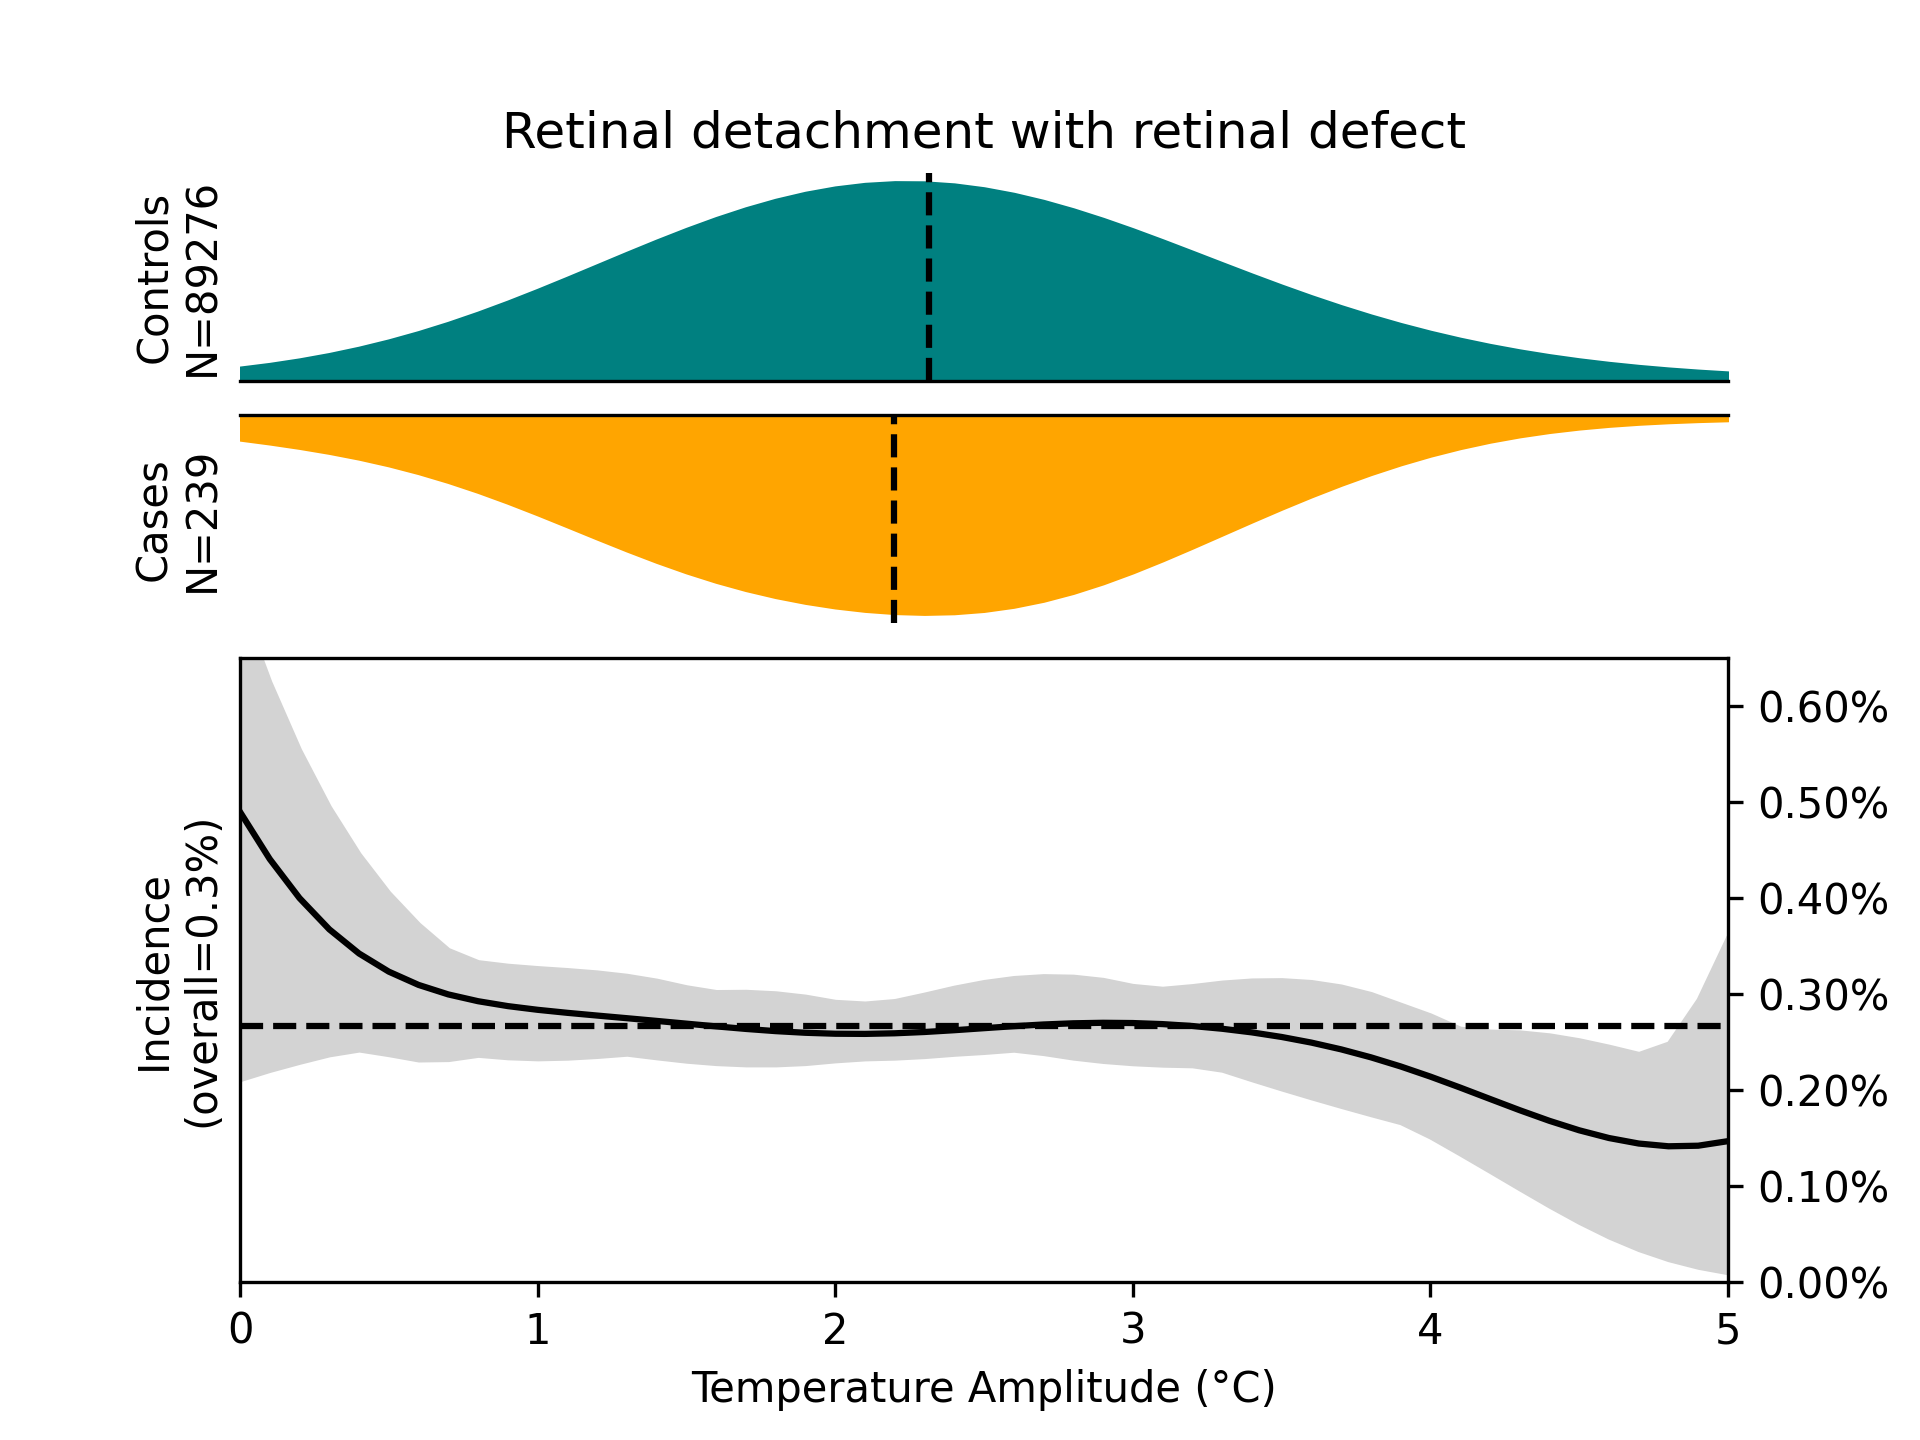 Retinal detachment with retinal defect
Controls
N=89276
Cases
N=239
Incidence
(overall=0.3%)
0.60%
0.50%
0.40%
0.30%
0.20%
0.10%
0.00%
0 1 2 3 4 5
Temperature Amplitude (°C)